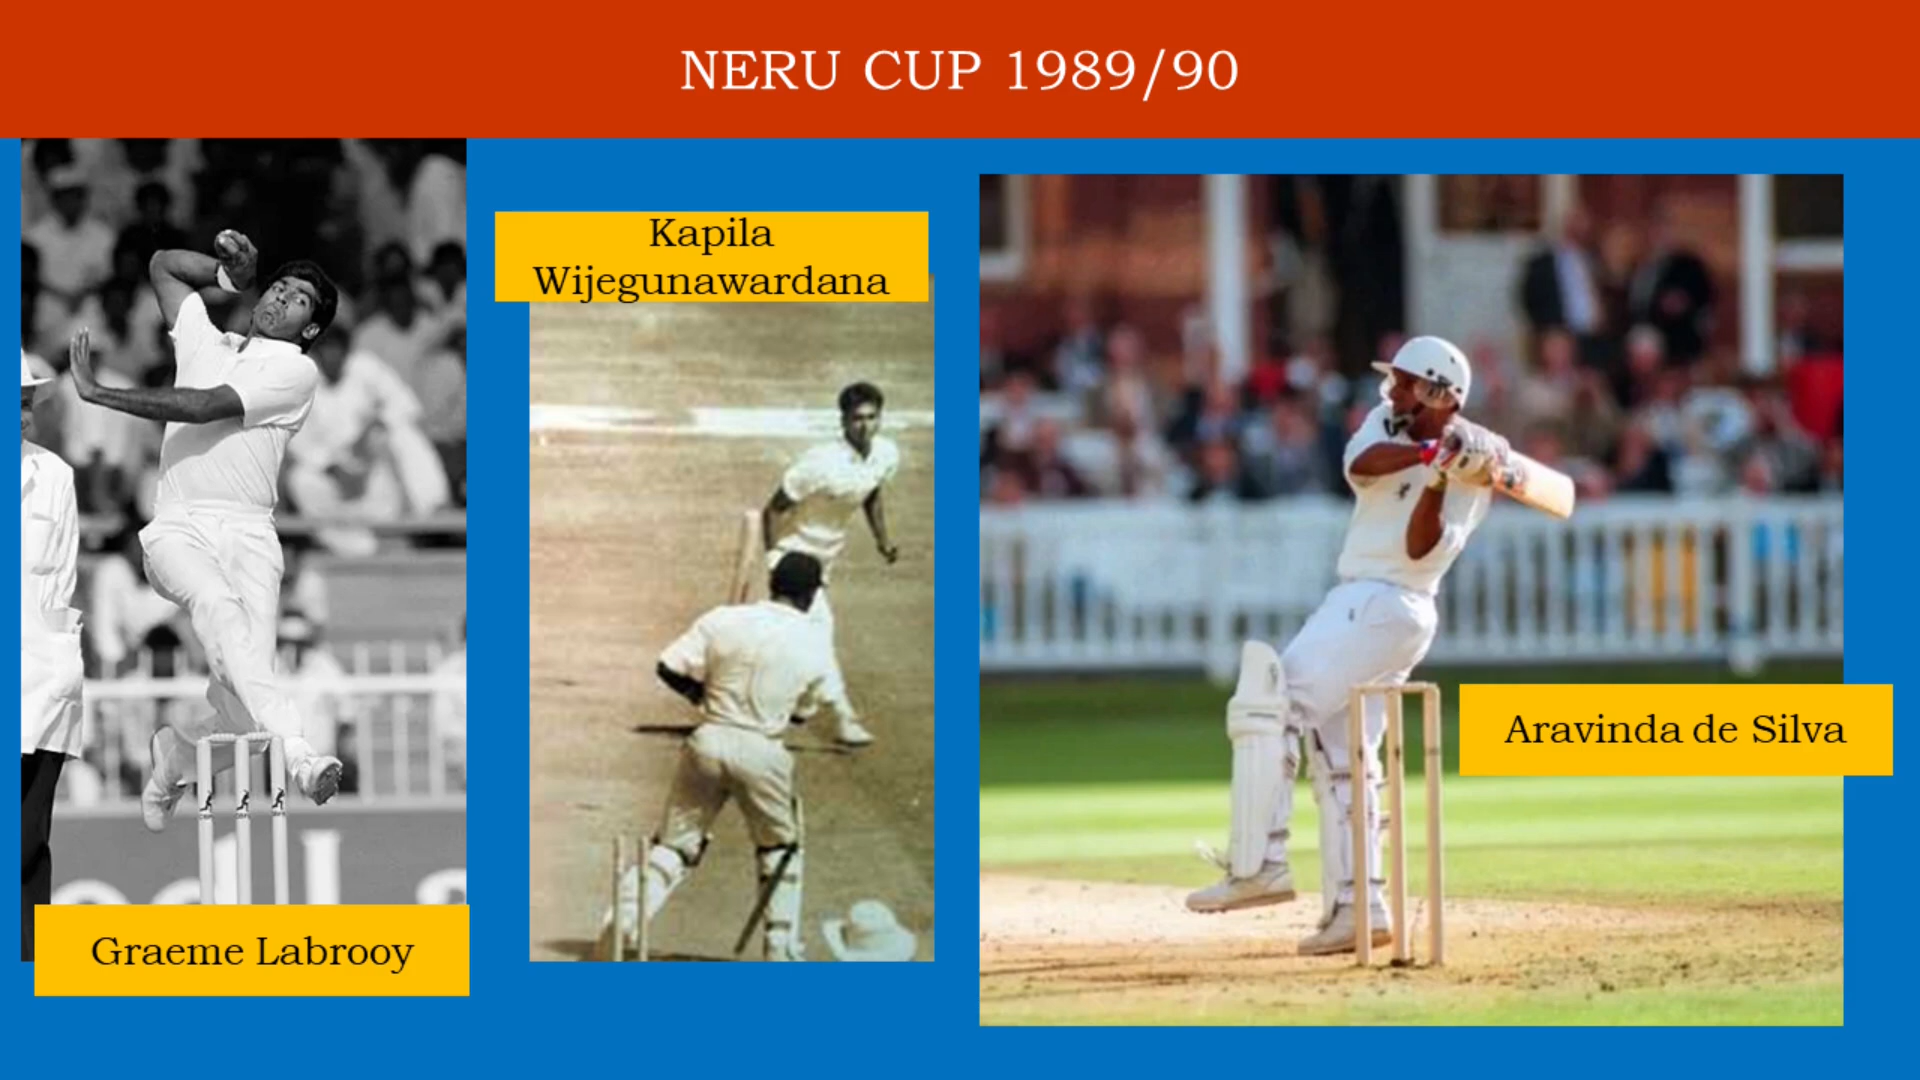 NERU CUP 1989/90
Kapila
Wijegunawardana
Aravinda de Silva
Graeme Labrooy